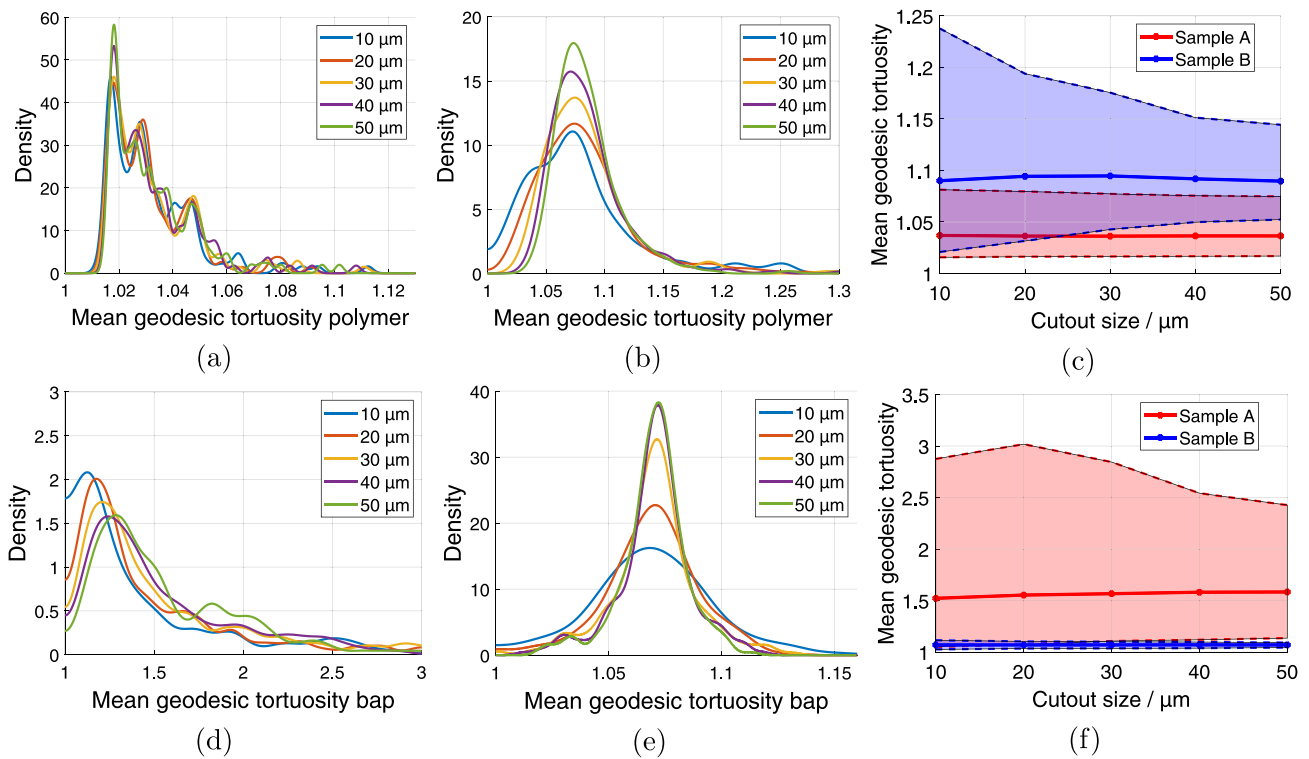 60
50
40
30
20
10
0
1
1.02
1.04
1.06
1.08
1.1
1.12
Density
Mean geodesic tortuosity polymer
10 µm
20 µm
30 µm
40 µm
50 µm
(a)
20
15
10
5
0
1
1.05
1.1
1.15
1.2
1.25
1.3
Density
Mean geodesic tortuosity polymer
10 µm
20 µm
30 µm
40 µm
50 µm
(b)
1.25
1.2
1.15
1.1
1.05
1
10
20
30
40
50
Mean geodesic tortuosity
Cutout size / µm
Sample A
Sample B
(c)
3
2.5
2
1.5
1
0.5
0
1
1.5
2
2.5
3
Density
Mean geodesic tortuosity bap
10 µm
20 µm
30 µm
40 µm
50 µm
(d)
40
30
20
10
0
1
1.05
1.1
1.15
Density
Mean geodesic tortuosity bap
10 µm
20 µm
30 µm
40 µm
50 µm
(e)
3.5
3
2.5
2
1.5
1
10
20
30
40
50
Mean geodesic tortuosity
Cutout size / µm
Sample A
Sample B
(f)